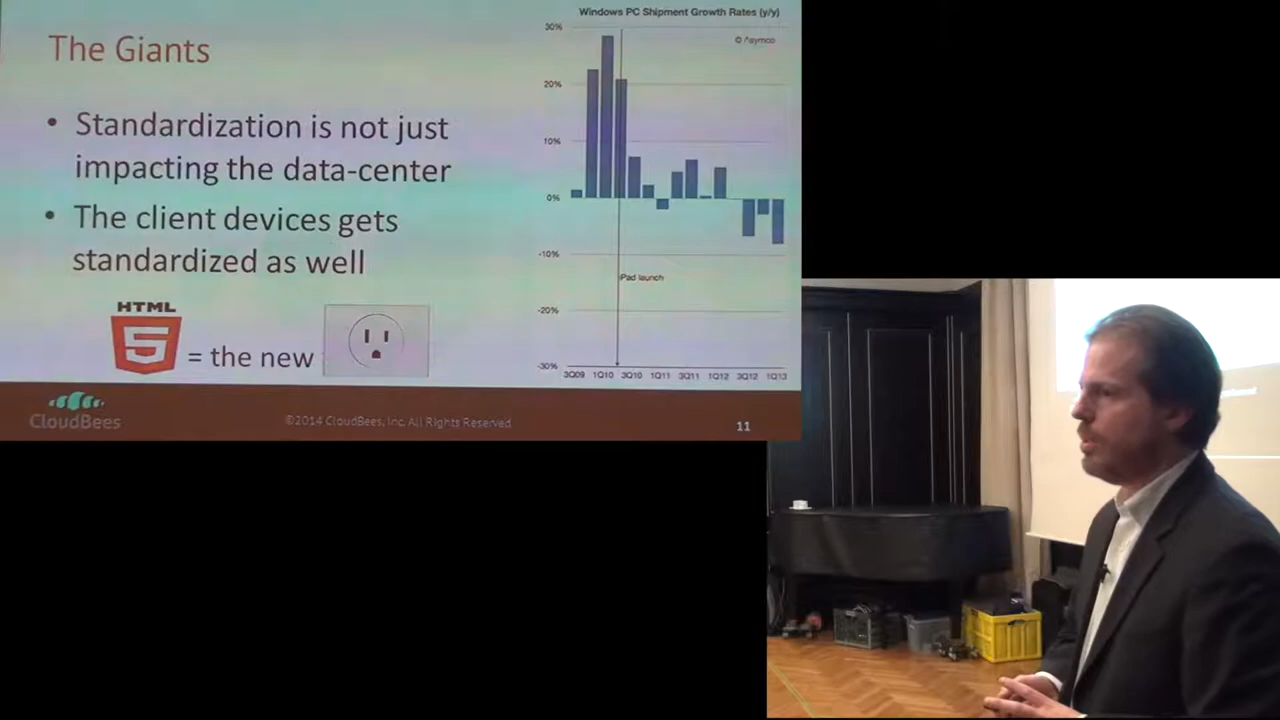 The Giants
• Standardization is not just
impacting the data-center
• The client devices gets
standardized as well
HTML
5
= the new
Windows PC Shipment Growth Rates (y/y)
© /\symco
30%
20%
10%
0%
-10%
-20%
-30%
iPad launch
3Q09 1Q10 3Q10 1Q11 3Q11 1Q12 3Q12 1Q13
CloudBees
©2014 CloudBees, Inc. All Rights Reserved
11